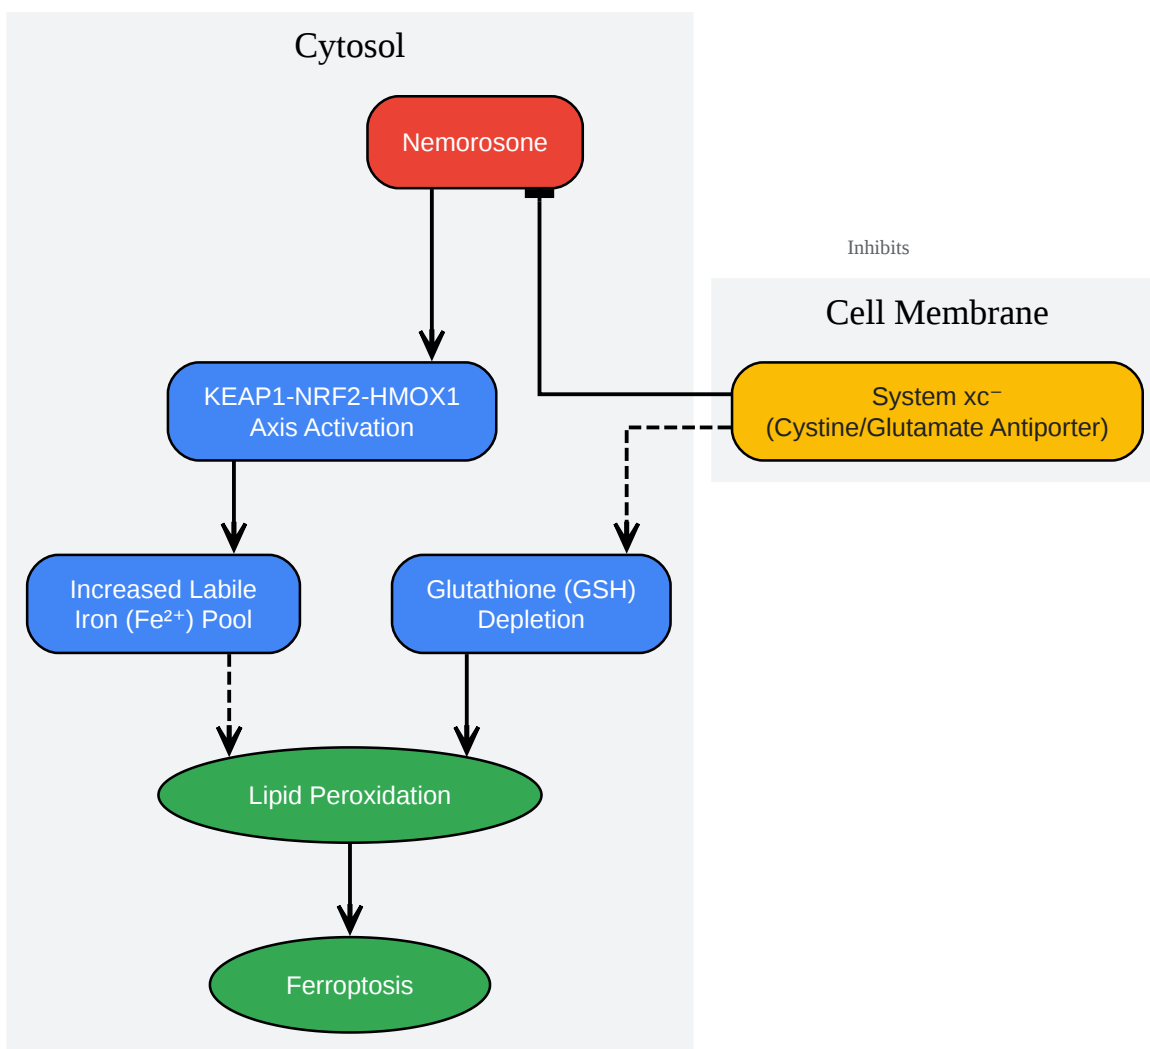 Cytosol
Nemorosone
Inhibits
Cell Membrane
KEAP1-NRF2-HMOX1
Axis Activation
System xc⁻
(Cystine/Glutamate Antiporter)
Increased Labile
Iron (Fe²⁺) Pool
Glutathione (GSH)
Depletion
Lipid Peroxidation
Ferroptosis